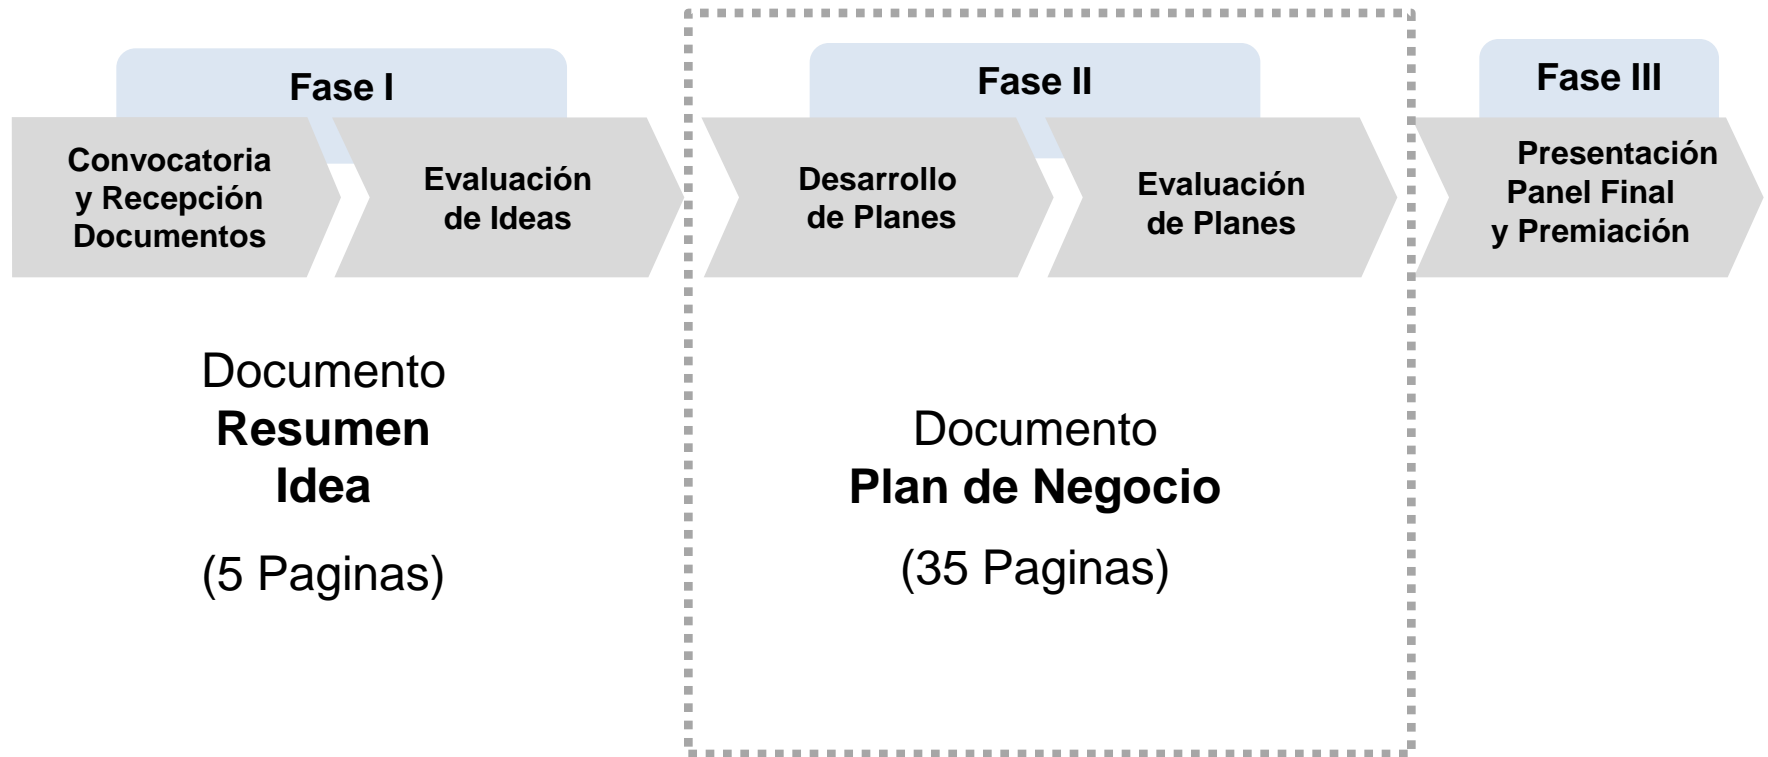 Fase I
Convocatoria
y Recepción
Documentos
Evaluación
de Ideas
Documento
Resumen
Idea
(5 Paginas)
Fase II
Desarrollo
de Planes
Evaluación
de Planes
Documento
Plan de Negocio
(35 Paginas)
Fase III
Presentación
Panel Final
y Premiación